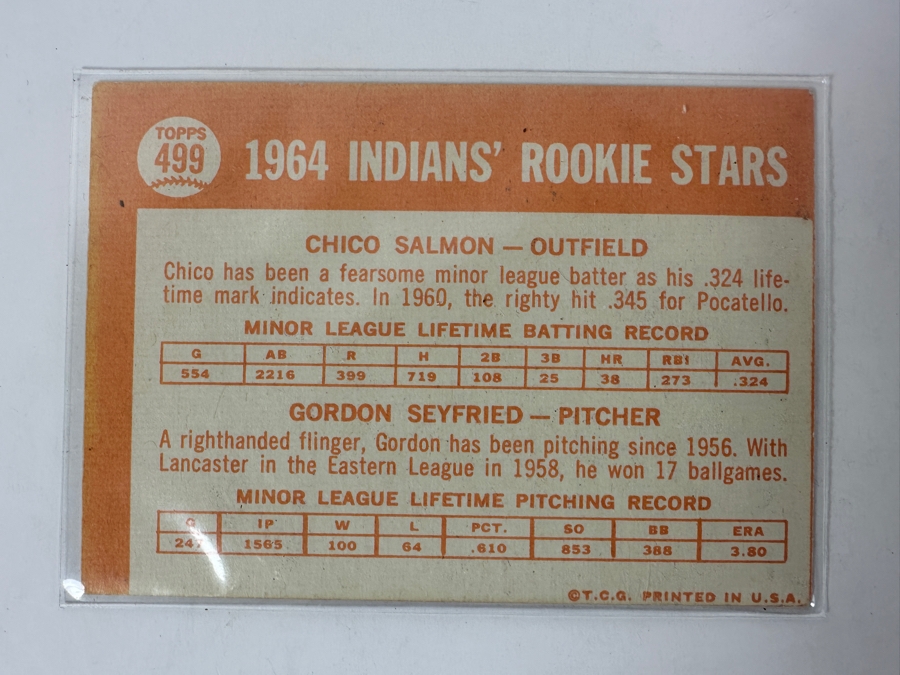 TOPPS
499
1964 INDIANS' ROOKIE STARS
CHICO SALMON — OUTFIELD
Chico has been a fearsome minor league batter as his .324 life-
time mark indicates. In 1960, the righty hit .345 for Pocatello.
MINOR LEAGUE LIFETIME BATTING RECORD
G AB R H 2B 3B HR RBI AVG.
554 2216 399 719 108 25 38 273 .324
GORDON SEYFRIED — PITCHER
A righthanded flinger, Gordon has been pitching since 1956. With
Lancaster in the Eastern League in 1958, he won 17 ballgames.
MINOR LEAGUE LIFETIME PITCHING RECORD
G IP W L PCT. SO BB ERA
247 1565 100 64 .610 853 388 3.80
©T.C.G. PRINTED IN U.S.A.